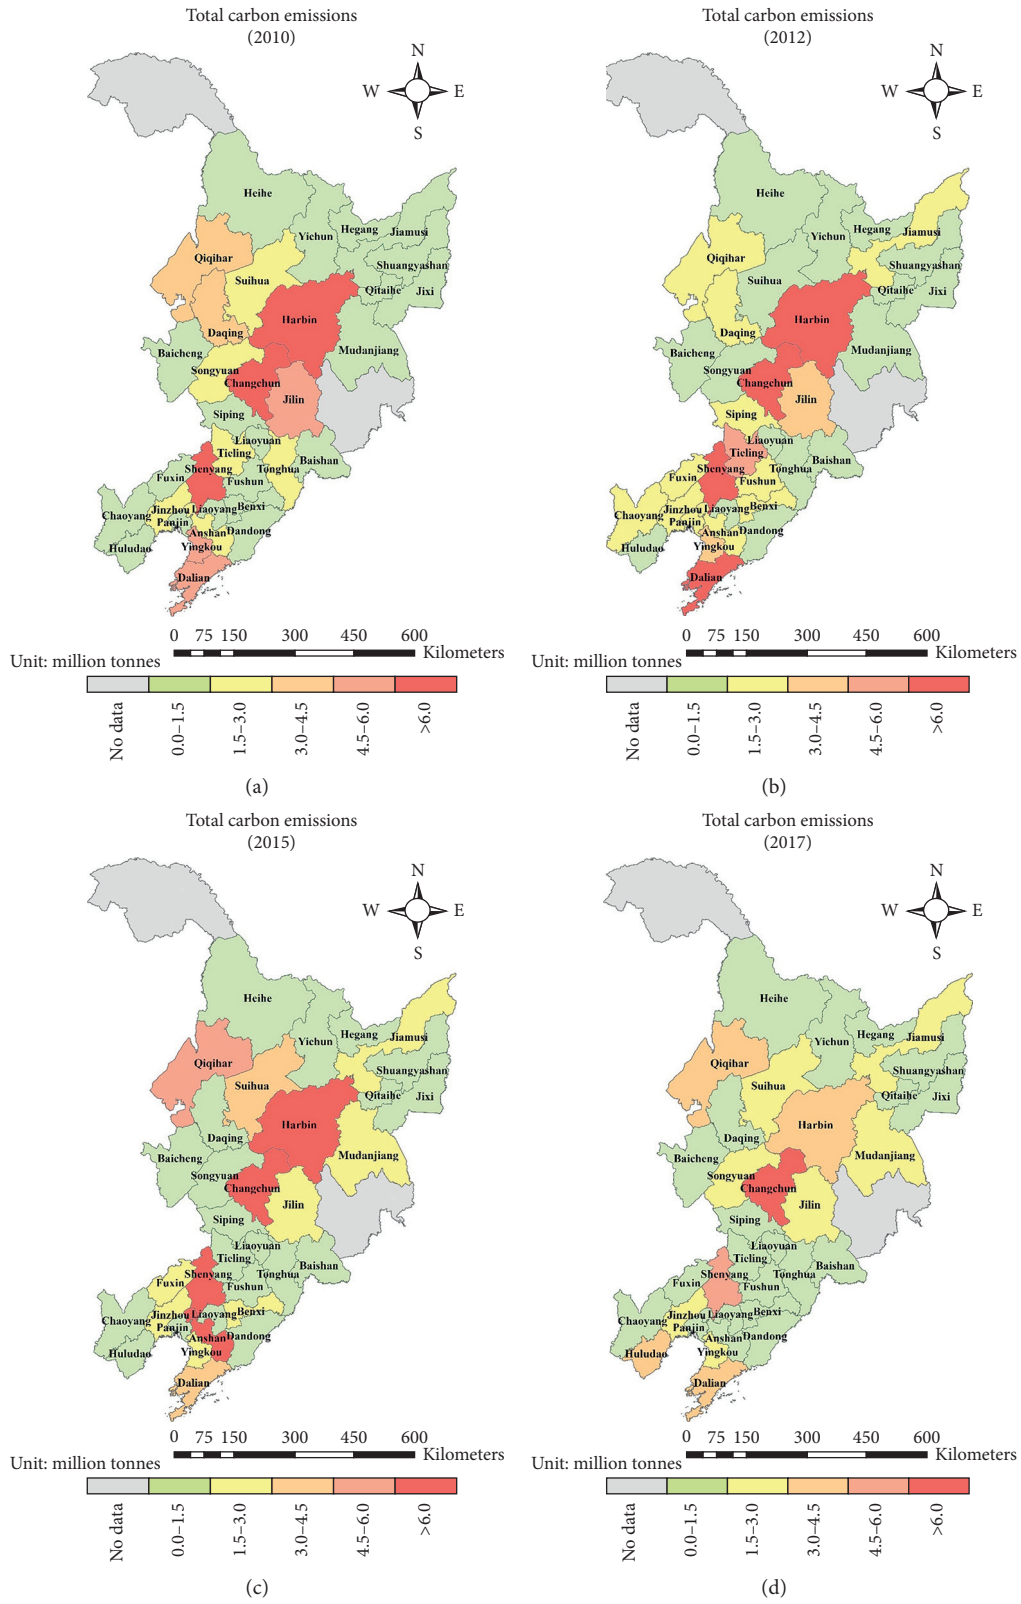 Total carbon emissions
(2010)
N
W
E
S
Heihe
Yichun
Hegang
Jiamusi
Qiqihar
Suihua
Shuangyashan
Qitaihe
Jixi
Harbin
Daqing
Mudanjiang
Baicheng
Songyuan
Changchun
Jilin
Siping
Liaoyuan
Tieling
Baishan
Shenyang
Tonghua
Fuxin
Fushun
Chaoyang
Jinzhou
Liaoyang
Benxi
Panjin
Anshan
Dandong
Huludao
Yingkou
Dalian
0 75 150 300 450 600
Kilometers
Unit: million tonnes
No data
0.0–1.5
1.5–3.0
3.0–4.5
4.5–6.0
>6.0
(a)
Total carbon emissions
(2012)
N
W
E
S
Heihe
Yichun
Hegang
Jiamusi
Qiqihar
Suihua
Shuangyashan
Qitaihe
Jixi
Harbin
Daqing
Mudanjiang
Baicheng
Songyuan
Changchun
Jilin
Siping
Liaoyuan
Tieling
Baishan
Shenyang
Tonghua
Fuxin
Fushun
Chaoyang
Jinzhou
Liaoyang
Benxi
Panjin
Anshan
Dandong
Huludao
Yingkou
Dalian
0 75 150 300 450 600
Kilometers
Unit: million tonnes
No data
0.0–1.5
1.5–3.0
3.0–4.5
4.5–6.0
>6.0
(b)
Total carbon emissions
(2015)
N
W
E
S
Heihe
Yichun
Hegang
Jiamusi
Qiqihar
Suihua
Shuangyashan
Qitaihe
Jixi
Harbin
Daqing
Mudanjiang
Baicheng
Songyuan
Changchun
Jilin
Siping
Liaoyuan
Tieling
Baishan
Shenyang
Tonghua
Fuxin
Fushun
Chaoyang
Jinzhou
Liaoyang
Benxi
Panjin
Anshan
Dandong
Huludao
Yingkou
Dalian
0 75 150 300 450 600
Kilometers
Unit: million tonnes
No data
0.0–1.5
1.5–3.0
3.0–4.5
4.5–6.0
>6.0
(c)
Total carbon emissions
(2017)
N
W
E
S
Heihe
Yichun
Hegang
Jiamusi
Qiqihar
Suihua
Shuangyashan
Qitaihe
Jixi
Harbin
Daqing
Mudanjiang
Baicheng
Songyuan
Changchun
Jilin
Siping
Liaoyuan
Tieling
Baishan
Shenyang
Tonghua
Fuxin
Fushun
Chaoyang
Jinzhou
Liaoyang
Benxi
Panjin
Anshan
Dandong
Huludao
Yingkou
Dalian
0 75 150 300 450 600
Kilometers
Unit: million tonnes
No data
0.0–1.5
1.5–3.0
3.0–4.5
4.5–6.0
>6.0
(d)